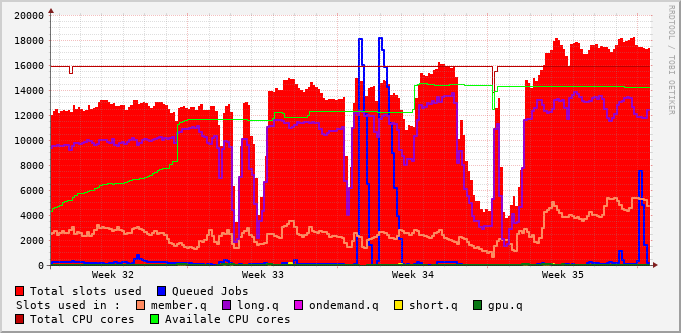 20000
18000
16000
14000
12000
10000
8000
6000
4000
2000
0
Week 32 Week 33 Week 34 Week 35
RRDTOOL / TOBI OETIKER
Total slots used Queued Jobs
Slots used in : member.q long.q ondemand.q short.q gpu.q
Total CPU cores Availale CPU cores